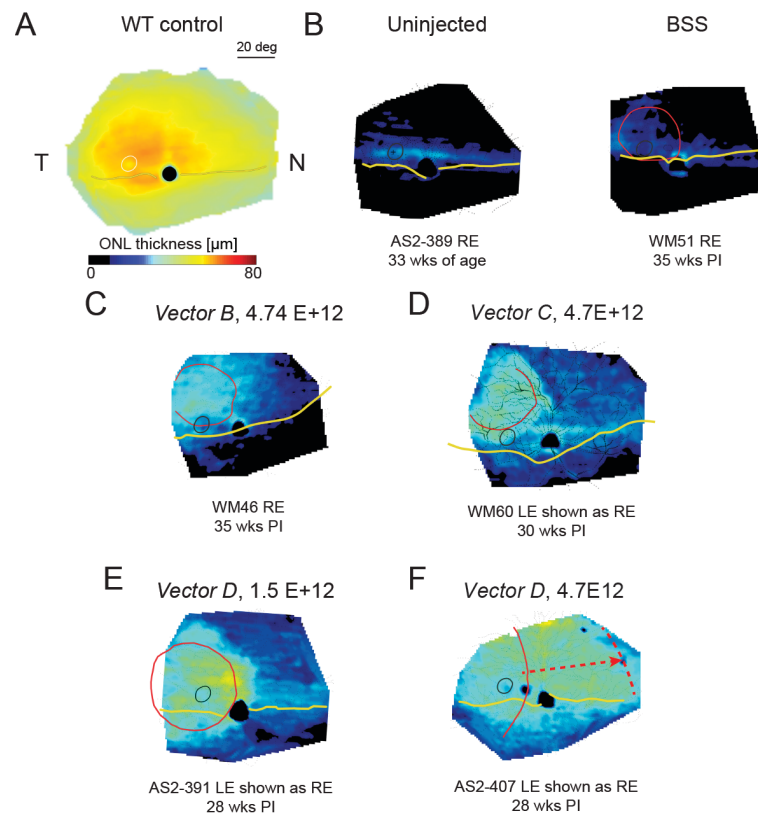 A
WT control
20 deg
T
N
ONL thickness [µm]
0
80
B
Uninjected
BSS
AS2-389 RE
33 wks of age
WM51 RE
35 wks PI
C
Vector B, 4.74 E+12
WM46 RE
35 wks PI
D
Vector C, 4.7E+12
WM60 LE shown as RE
30 wks PI
E
Vector D, 1.5 E+12
AS2-391 LE shown as RE
28 wks PI
F
Vector D, 4.7E12
AS2-407 LE shown as RE
28 wks PI